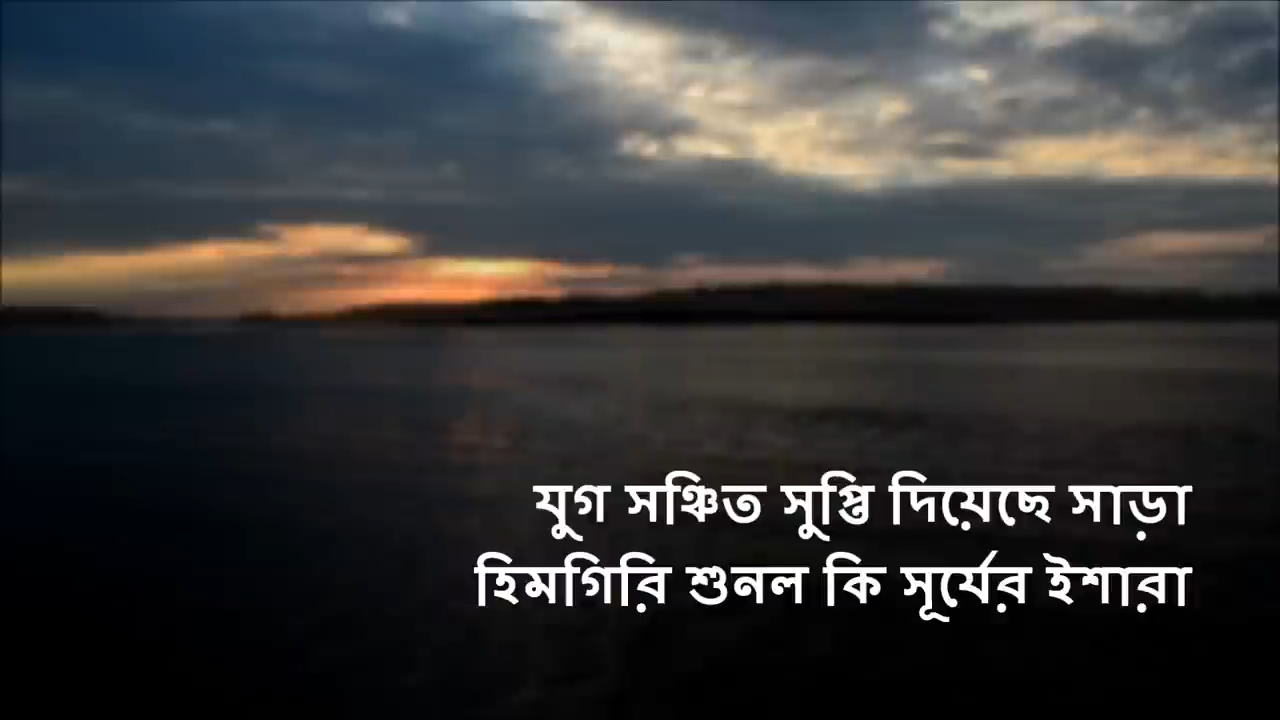 যুগ সঞ্চিত সুপ্তি দিয়েছে সাড়া
হিমগিরি শুনল কি সূর্যের ইশারা